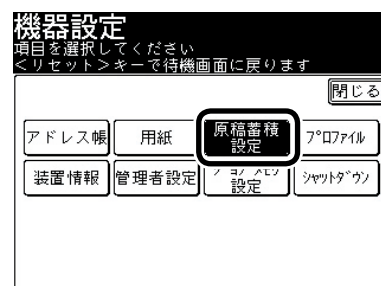 機器設定
項目を選択してください
<リセット>キーで待機画面に戻ります
閉じる
アドレス帳 用紙 原稿蓄積 ﾌﾟﾛﾌｧｲﾙ
設定
装置情報 管理者設定 ｼｬｯﾄﾀﾞｳﾝ
設定